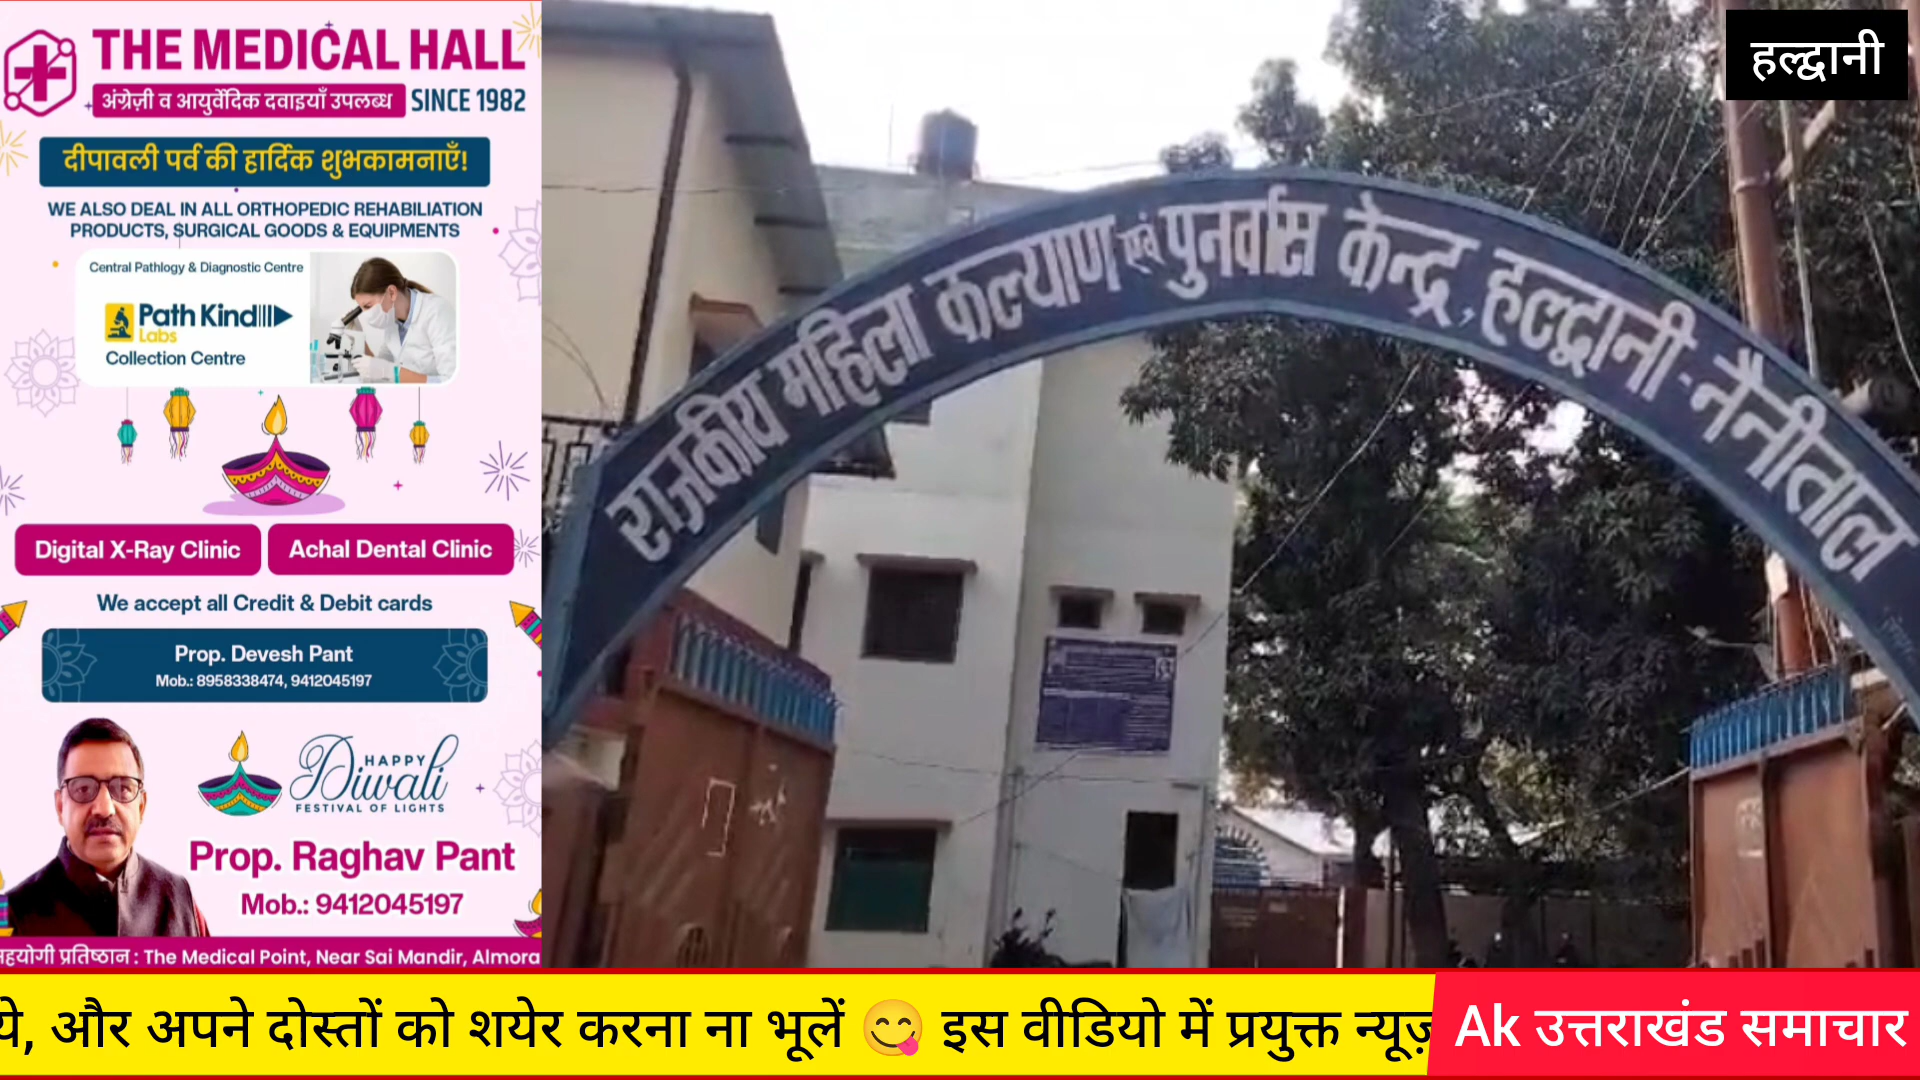 THE MEDICAL HALL
अंग्रेज़ी व आयुर्वेदिक दवाइयाँ उपलब्ध SINCE 1982
दीपावली पर्व की हार्दिक शुभकामनाएँ!
WE ALSO DEAL IN ALL ORTHOPEDIC REHABILIATION
PRODUCTS, SURGICAL GOODS & EQUIPMENTS
Central Pathlogy & Diagnostic Centre
Path Kind
Labs
Collection Centre
Digital X-Ray Clinic
Achal Dental Clinic
We accept all Credit & Debit cards
Prop. Devesh Pant
Mob.: 8958338474, 9412045197
HAPPY
Diwali
FESTIVAL OF LIGHTS
Prop. Raghav Pant
Mob.: 9412045197
सहयोगी प्रतिष्ठान : The Medical Point, Near Sai Mandir, Almora
हल्द्वानी
राजकीय महिला कल्याण एवं पुनर्वास केन्द्र, हल्द्वानी-नैनीताल
ये, और अपने दोस्तों को शयेर करना ना भूलें 😋 इस वीडियो में प्रयुक्त न्यूज़
Ak उत्तराखंड समाचार